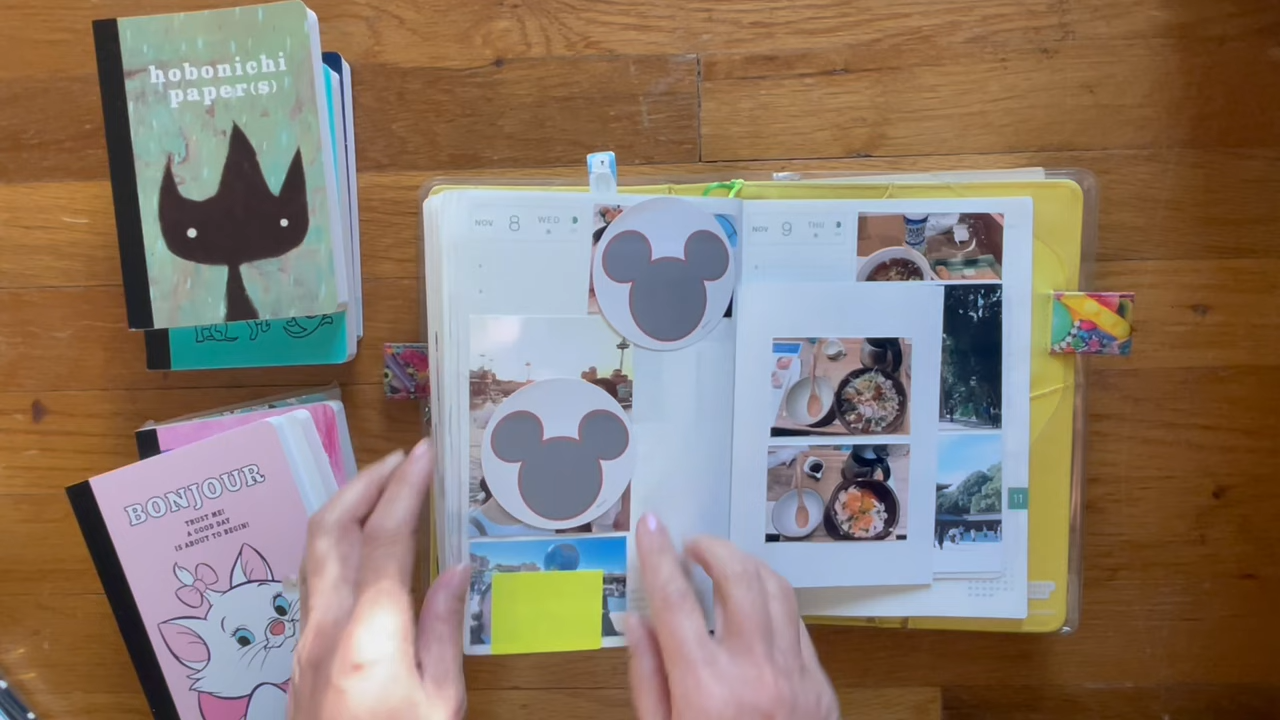 hobonichi
paper(s)
BONJOUR
TRUST ME!
A GOOD DAY
IS ABOUT TO BEGIN!
NOV 8 WED
NOV 9 THU
11